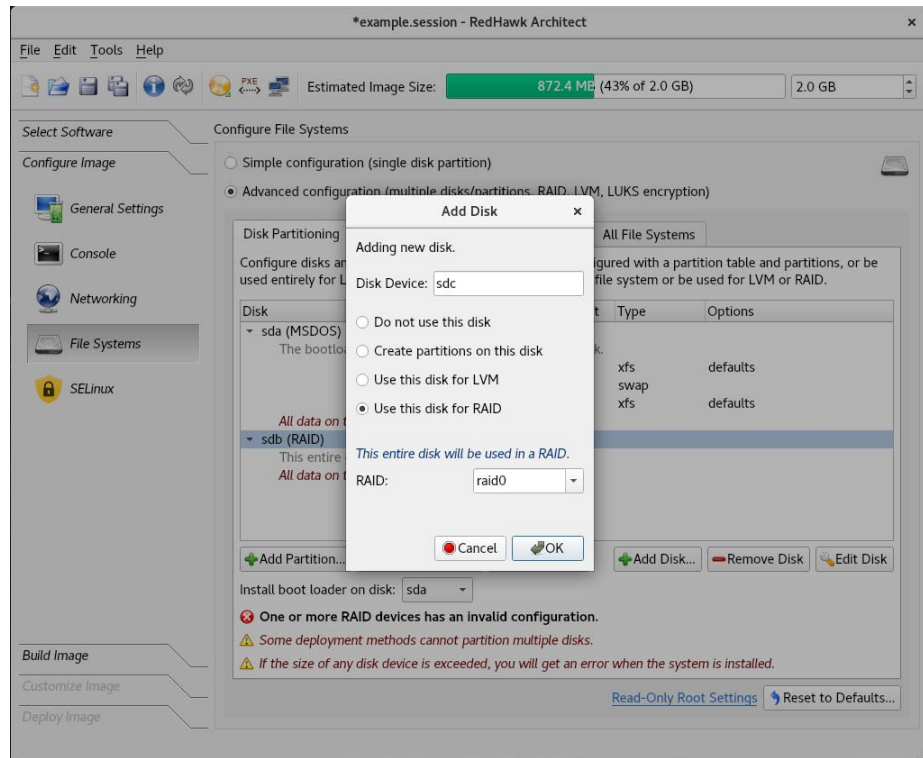 *example.session - RedHawk Architect
File Edit Tools Help
PXE
Estimated Image Size: 872.4 MB (43% of 2.0 GB) 2.0 GB
Select Software
Configure Image
General Settings
Console
Networking
File Systems
SELinux
Build Image
Customize Image
Deploy Image
Configure File Systems
Simple configuration (single disk partition)
Advanced configuration (multiple disks/partitions, RAID, LVM, LUKS encryption)
Disk Partitioning All File Systems
Configure disks an
gured with a partition table and partitions, or be
used entirely for L
file system or be used for LVM or RAID.
Disk t Type Options
sda (MSDOS)
The bootlo k.
xfs defaults
swap
xfs defaults
All data on t
sdb (RAID)
This entire
All data on t
Add Disk
Adding new disk.
Disk Device: sdc
Do not use this disk
Create partitions on this disk
Use this disk for LVM
Use this disk for RAID
This entire disk will be used in a RAID.
RAID: raid0
Cancel OK
Add Partition... Add Disk... Remove Disk Edit Disk
Install boot loader on disk: sda
One or more RAID devices has an invalid configuration.
Some deployment methods cannot partition multiple disks.
If the size of any disk device is exceeded, you will get an error when the system is installed.
Read-Only Root Settings Reset to Defaults...